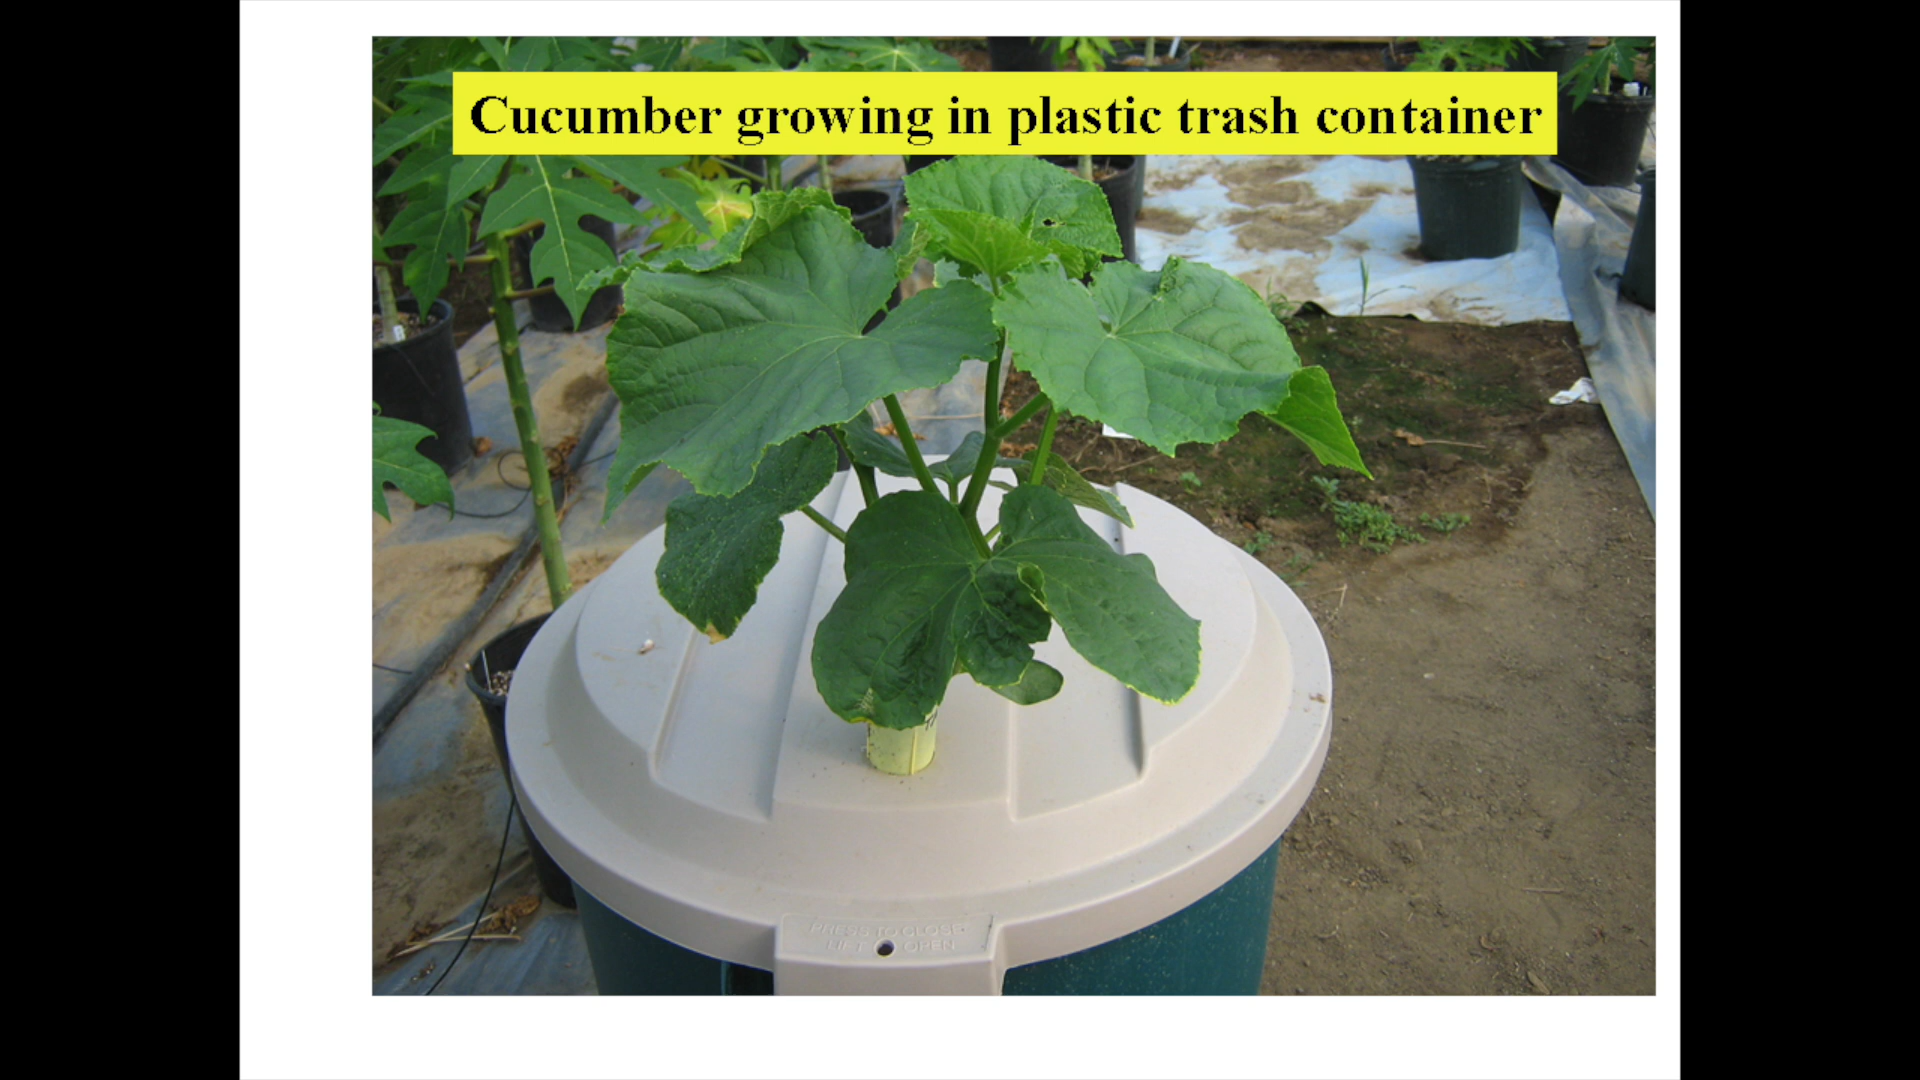 Cucumber growing in plastic trash container
PRESS TO CLOSE
LIFT TO OPEN